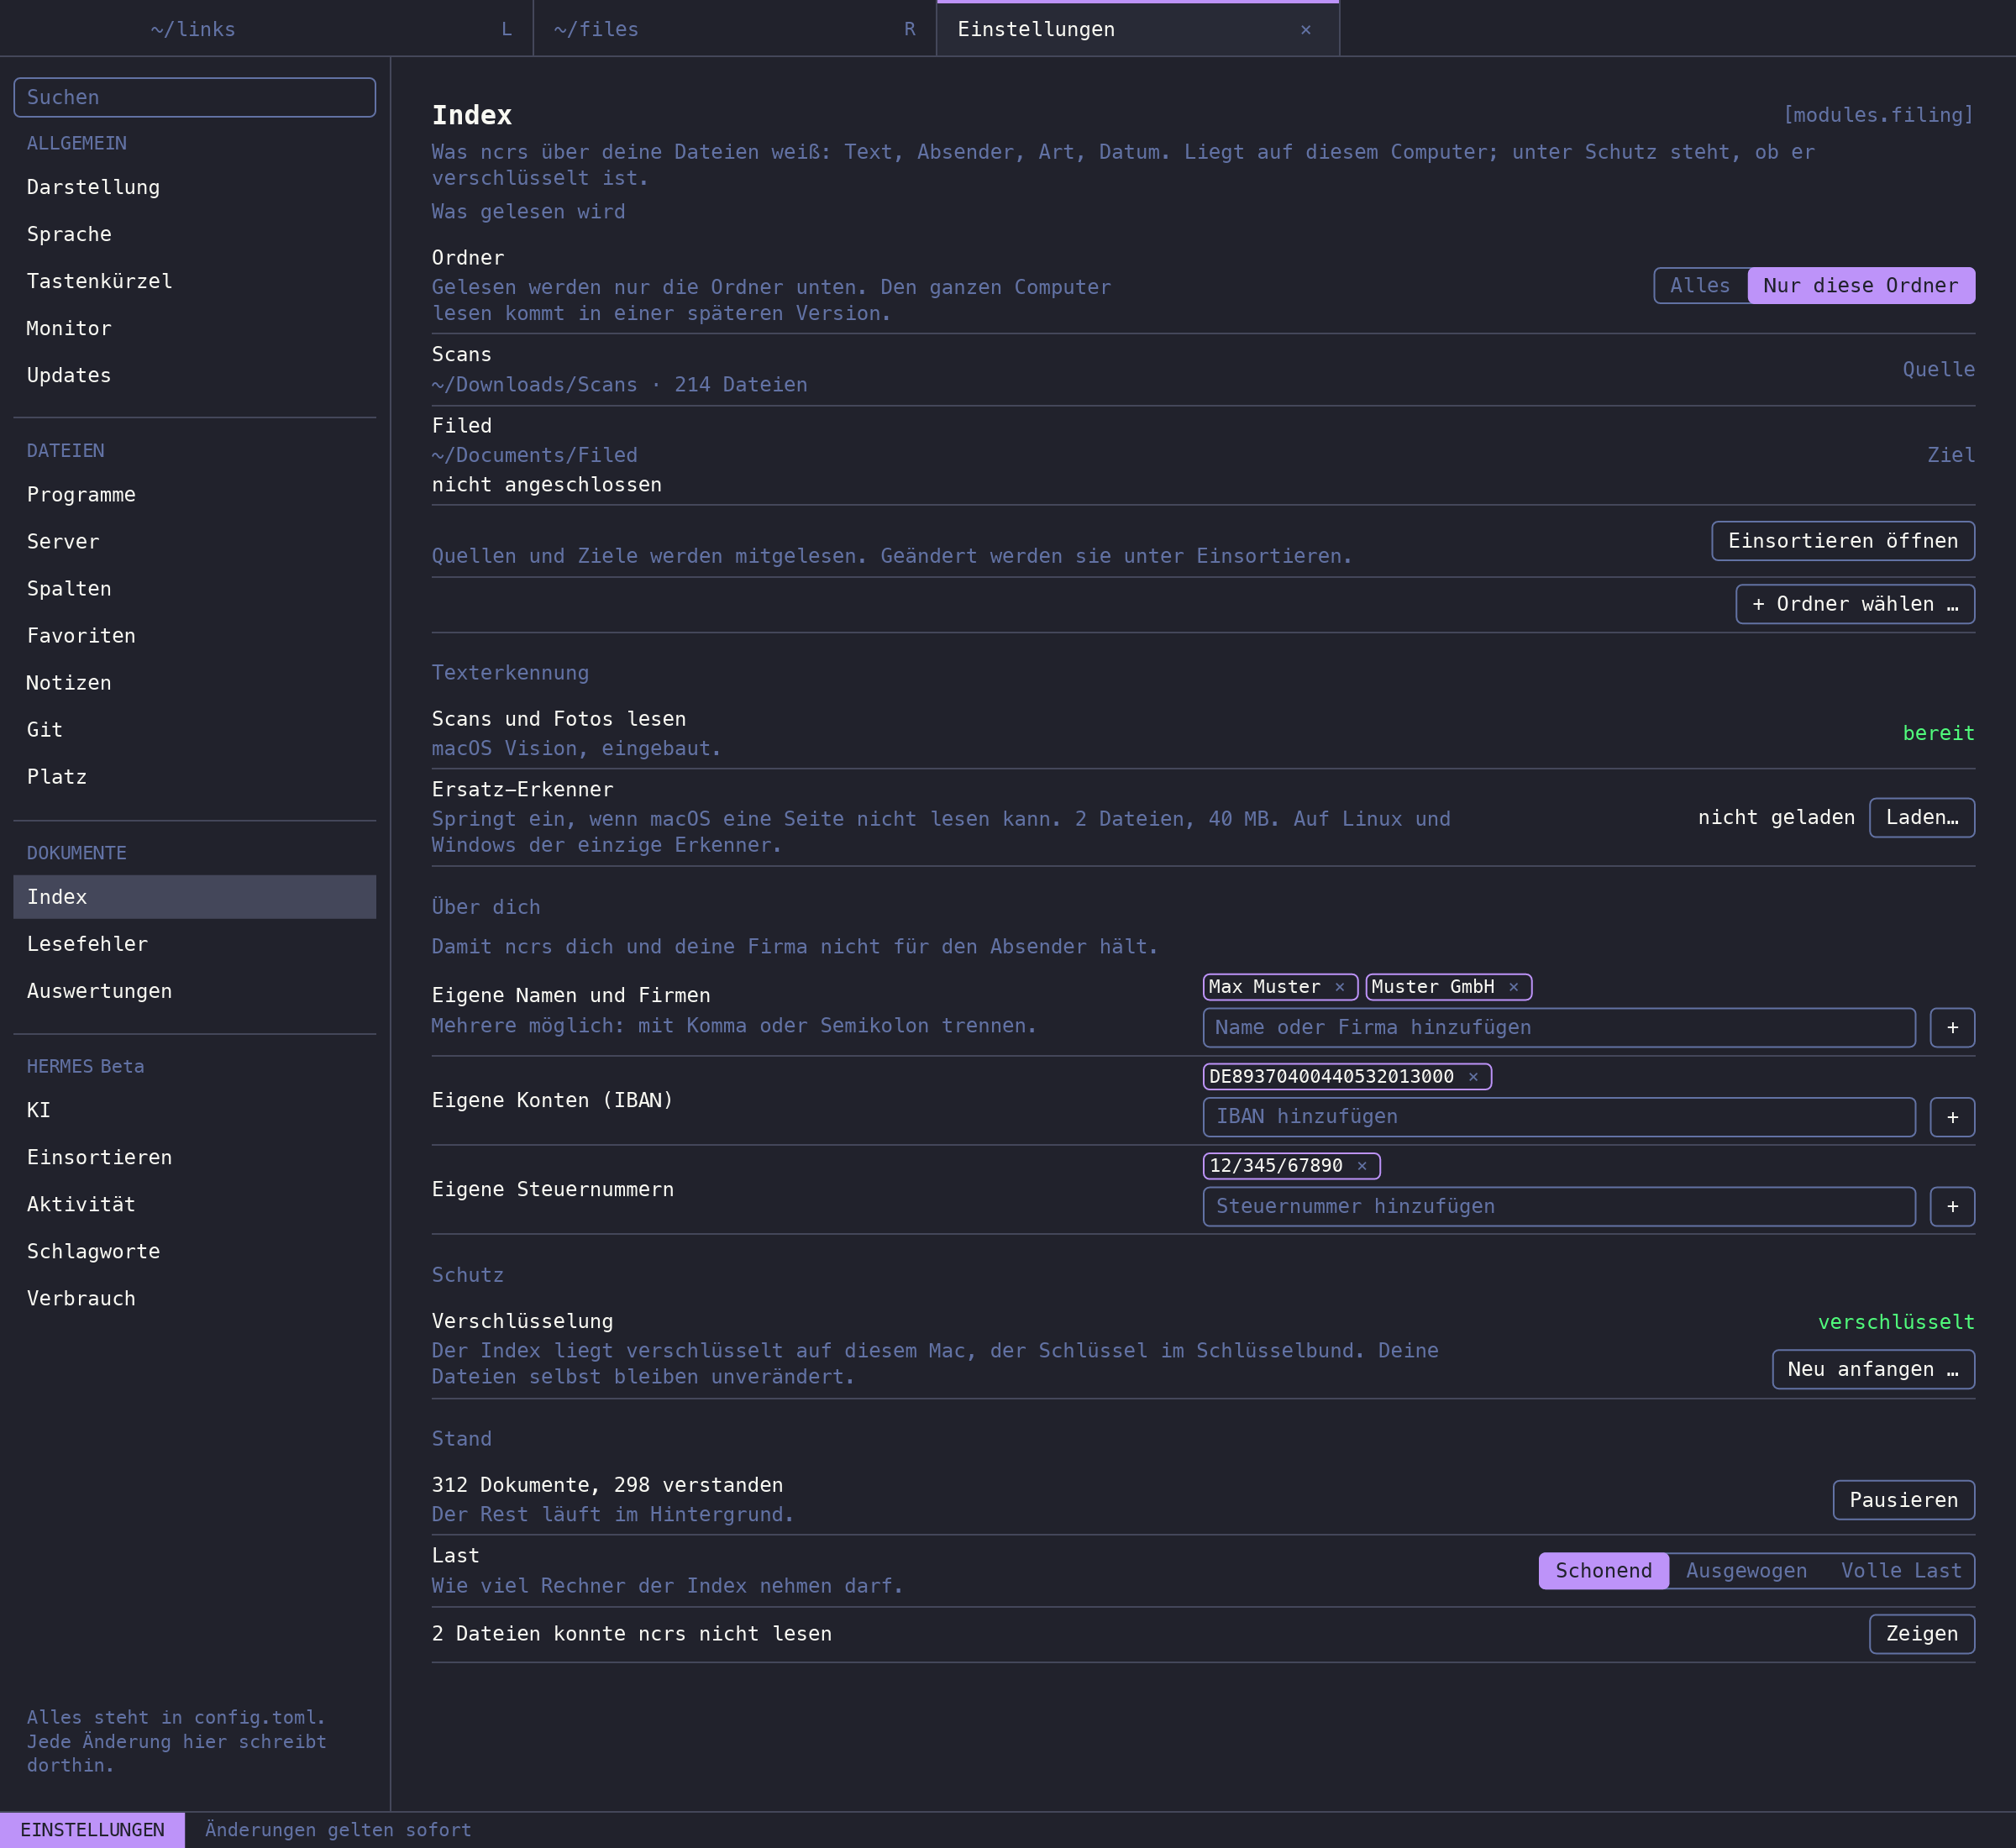 ~/links L ~/files R Einstellungen ×
Suchen
ALLGEMEIN
Darstellung
Sprache
Tastenkürzel
Monitor
Updates
DATEIEN
Programme
Server
Spalten
Favoriten
Notizen
Git
Platz
DOKUMENTE
Index
Lesefehler
Auswertungen
HERMES Beta
KI
Einsortieren
Aktivität
Schlagworte
Verbrauch
Alles steht in config.toml.
Jede Änderung hier schreibt
dorthin.
Index [modules.filing]
Was ncrs über deine Dateien weiß: Text, Absender, Art, Datum. Liegt auf diesem Computer; unter Schutz steht, ob er
verschlüsselt ist.
Was gelesen wird
Ordner
Gelesen werden nur die Ordner unten. Den ganzen Computer
lesen kommt in einer späteren Version.
Alles Nur diese Ordner
Scans
~/Downloads/Scans · 214 Dateien
Quelle
Filed
~/Documents/Filed
nicht angeschlossen
Ziel
Quellen und Ziele werden mitgelesen. Geändert werden sie unter Einsortieren.
Einsortieren öffnen
+ Ordner wählen …
Texterkennung
Scans und Fotos lesen
macOS Vision, eingebaut.
bereit
Ersatz-Erkenner
Springt ein, wenn macOS eine Seite nicht lesen kann. 2 Dateien, 40 MB. Auf Linux und
Windows der einzige Erkenner.
nicht geladen Laden…
Über dich
Damit ncrs dich und deine Firma nicht für den Absender hält.
Eigene Namen und Firmen
Mehrere möglich: mit Komma oder Semikolon trennen.
Max Muster × Muster GmbH ×
Name oder Firma hinzufügen +
Eigene Konten (IBAN)
DE89370400440532013000 ×
IBAN hinzufügen +
Eigene Steuernummern
12/345/67890 ×
Steuernummer hinzufügen +
Schutz
Verschlüsselung
Der Index liegt verschlüsselt auf diesem Mac, der Schlüssel im Schlüsselbund. Deine
Dateien selbst bleiben unverändert.
verschlüsselt
Neu anfangen …
Stand
312 Dokumente, 298 verstanden
Der Rest läuft im Hintergrund.
Pausieren
Last
Wie viel Rechner der Index nehmen darf.
Schonend Ausgewogen Volle Last
2 Dateien konnte ncrs nicht lesen
Zeigen
EINSTELLUNGEN Änderungen gelten sofort